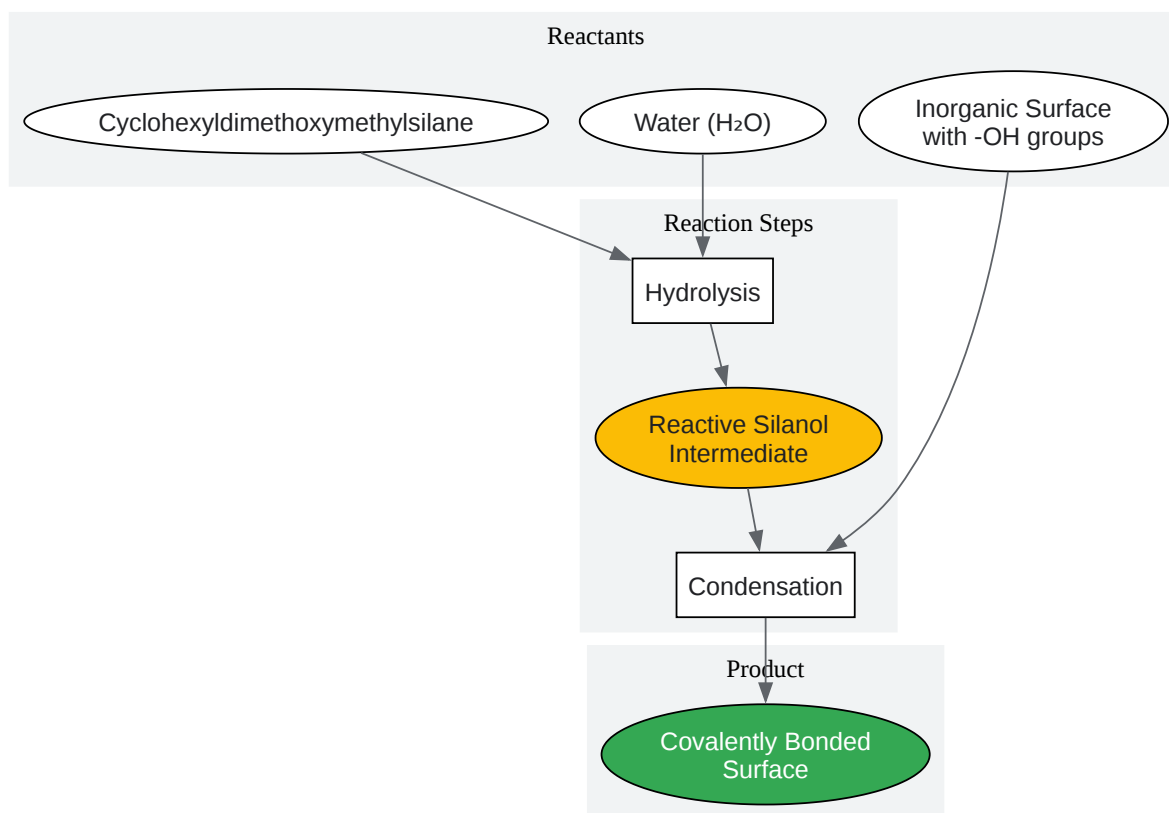 Reactants
Cyclohexyldimethoxymethylsilane
Water (H₂O)
Inorganic Surface
with -OH groups
Reaction Steps
Hydrolysis
Reactive Silanol
Intermediate
Condensation
Product
Covalently Bonded
Surface